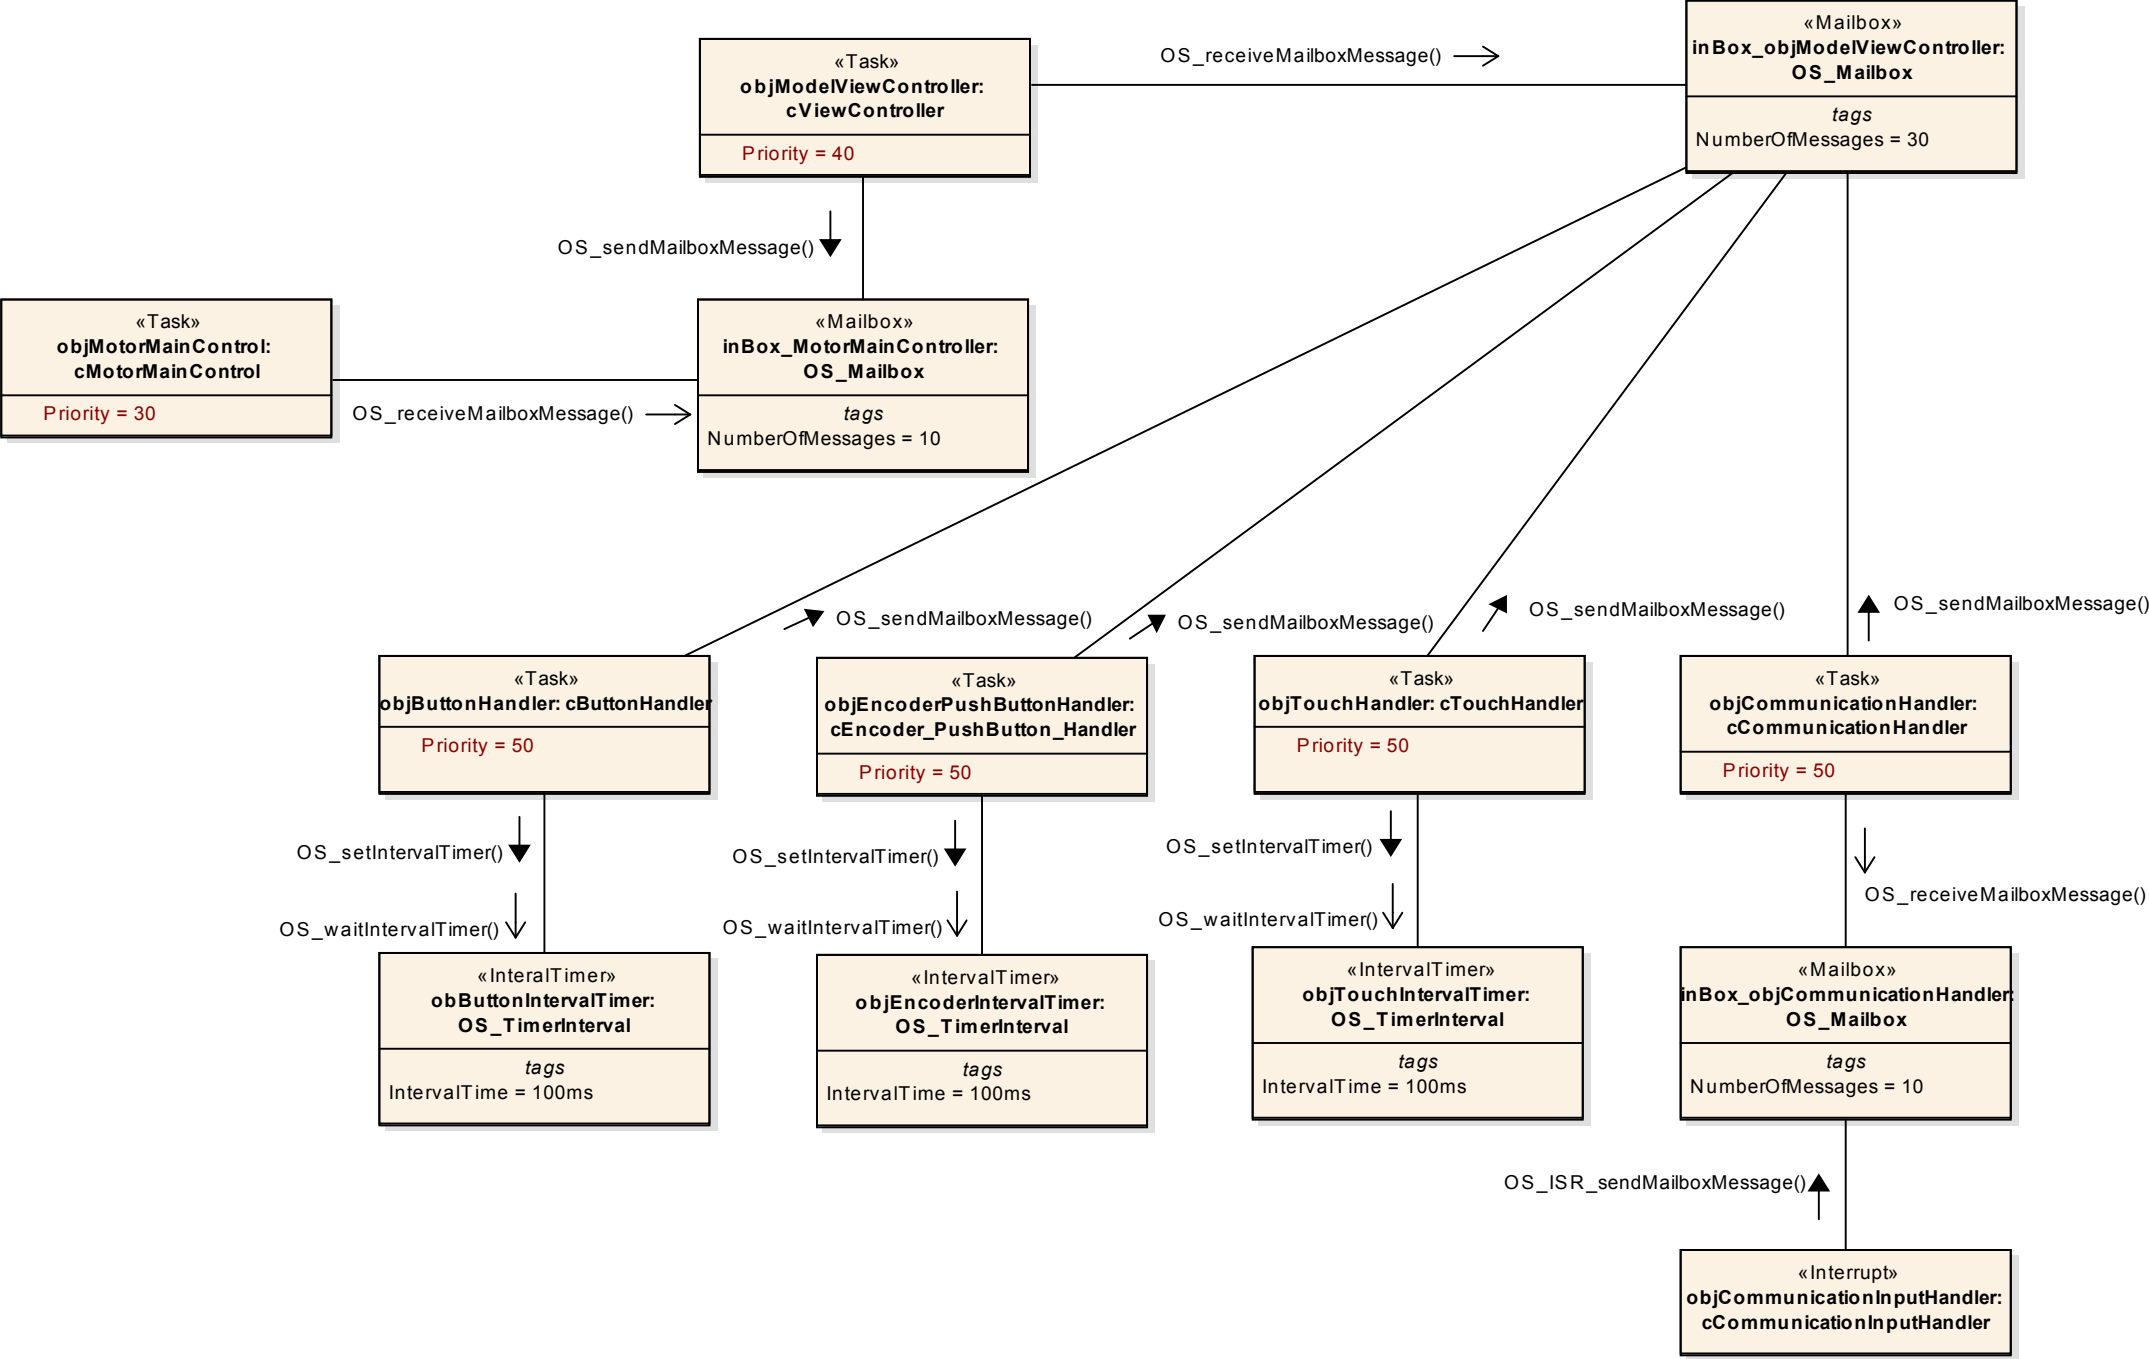 «Mailbox»
inBox_objModelViewController:
OS_Mailbox
tags
NumberOfMessages = 30
OS_receiveMailboxMessage()
«Task»
objModelViewController:
cViewController
Priority = 40
OS_sendMailboxMessage()
«Task»
objMotorMainControl:
cMotorMainControl
Priority = 30
OS_receiveMailboxMessage()
«Mailbox»
inBox_MotorMainController:
OS_Mailbox
tags
NumberOfMessages = 10
OS_sendMailboxMessage()
OS_sendMailboxMessage()
OS_sendMailboxMessage()
OS_sendMailboxMessage()
«Task»
objButtonHandler: cButtonHandler
Priority = 50
«Task»
objEncoderPushButtonHandler:
cEncoder_PushButton_Handler
Priority = 50
«Task»
objTouchHandler: cTouchHandler
Priority = 50
«Task»
objCommunicationHandler:
cCommunicationHandler
Priority = 50
OS_setIntervalTimer()
OS_waitIntervalTimer()
OS_setIntervalTimer()
OS_waitIntervalTimer()
OS_setIntervalTimer()
OS_waitIntervalTimer()
OS_receiveMailboxMessage()
«InteralTimer»
obButtonIntervalTimer:
OS_TimerInterval
tags
IntervalTime = 100ms
«IntervalTimer»
objEncoderIntervalTimer:
OS_TimerInterval
tags
IntervalTime = 100ms
«IntervalTimer»
objTouchIntervalTimer:
OS_TimerInterval
tags
IntervalTime = 100ms
«Mailbox»
inBox_objCommunicationHandler:
OS_Mailbox
tags
NumberOfMessages = 10
OS_ISR_sendMailboxMessage()
«Interrupt»
objCommunicationInputHandler:
cCommunicationInputHandler